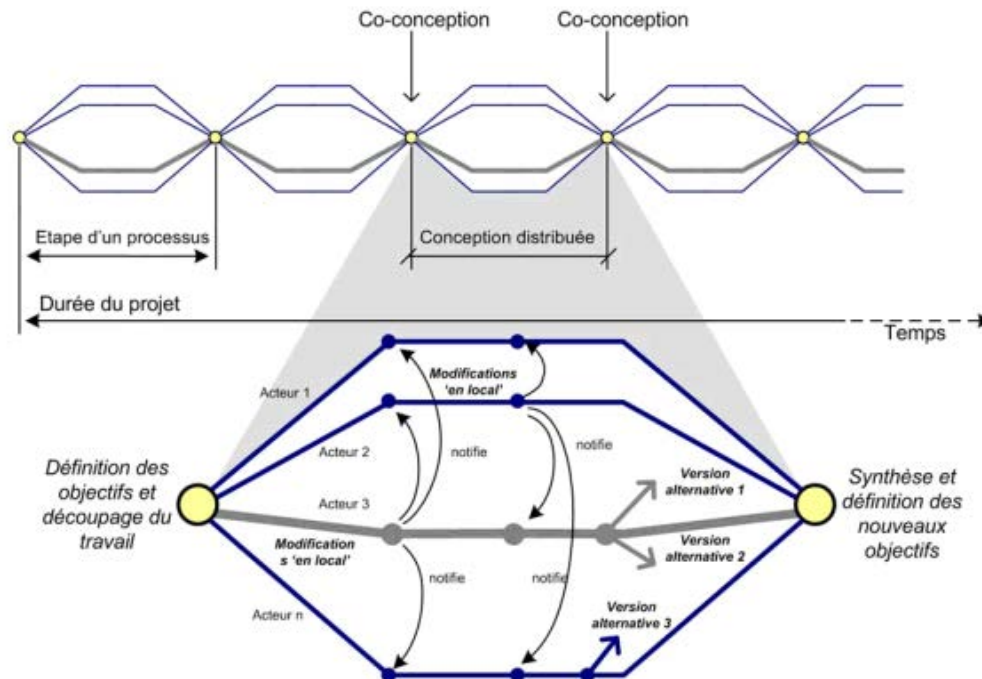 Co-conception
Co-conception
Etape d'un processus
Conception distribuée
Durée du projet
Temps
Acteur 1
Modifications
'en local'
Acteur 2
notifie
notifie
Définition des
objectifs et
découpage du
travail
Acteur 3
Version
alternative 1
Synthèse et
définition des
nouveaux
objectifs
Modification
s 'en local'
Version
alternative 2
notifie
notifie
Acteur n
Version
alternative 3